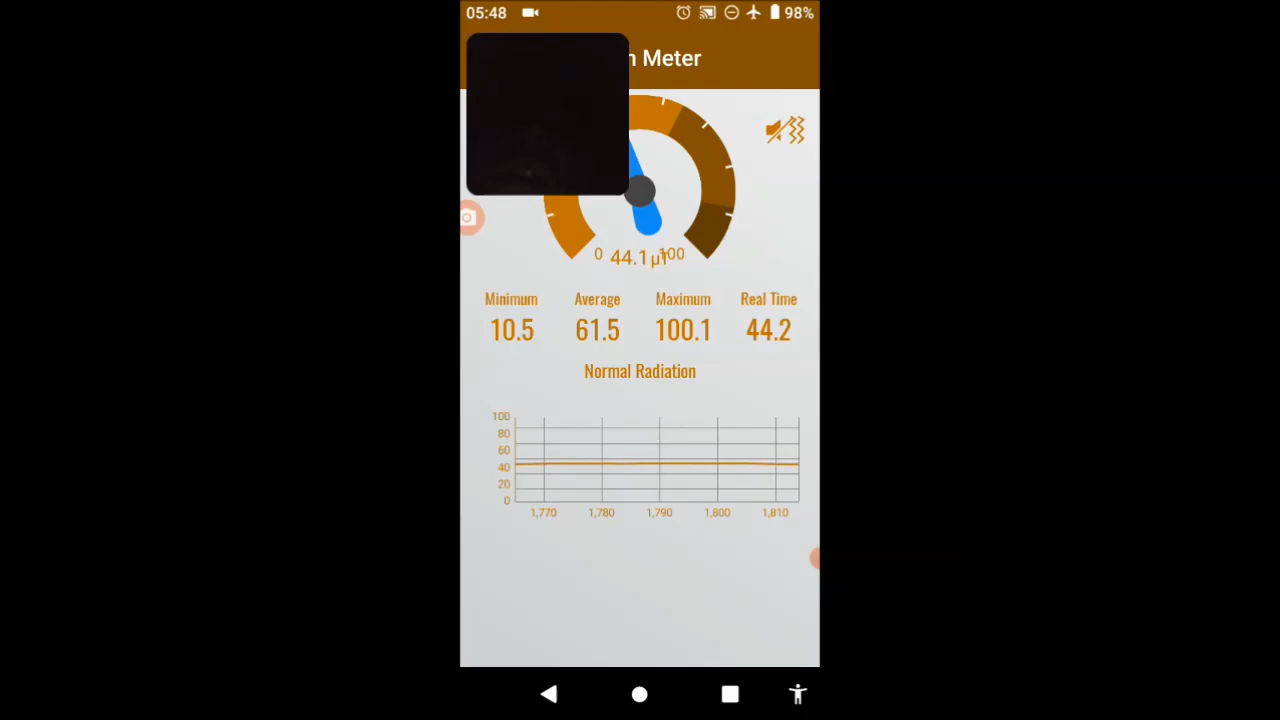 05:48 98%
Meter
0 44.1 µT 100
Minimum Average Maximum Real Time
10.5 61.5 100.1 44.2
Normal Radiation
100
80
60
40
20
0
1,770 1,780 1,790 1,800 1,810